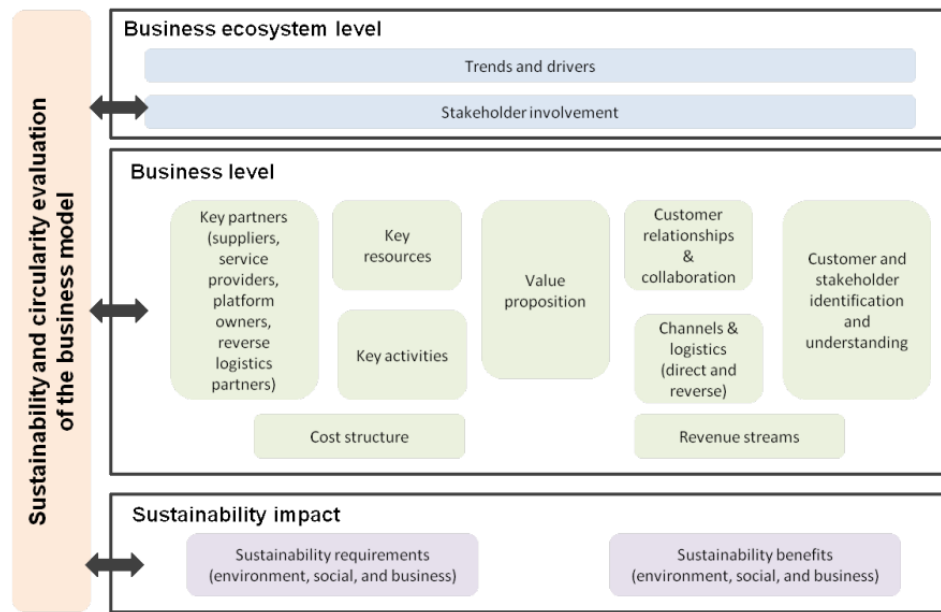 Sustainability and circularity evaluation
of the business model
Business ecosystem level
Trends and drivers
Stakeholder involvement
Business level
Key partners
(suppliers,
service
providers,
platform
owners,
reverse
logistics
partners)
Key
resources
Key activities
Value
proposition
Customer
relationships
&
collaboration
Channels &
logistics
(direct and
reverse)
Customer and
stakeholder
identification
and
understanding
Cost structure
Revenue streams
Sustainability impact
Sustainability requirements
(environment, social, and business)
Sustainability benefits
(environment, social, and business)